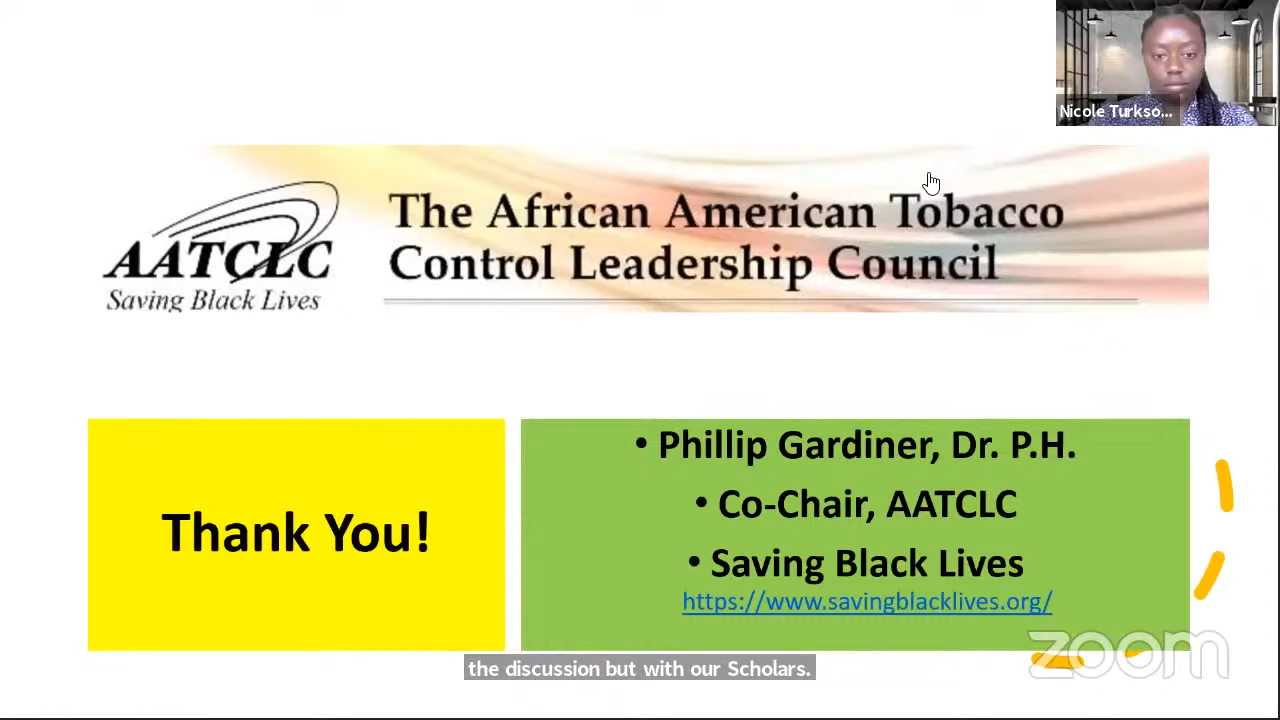 Nicole Turkso...
AATCLC
Saving Black Lives
The African American Tobacco
Control Leadership Council
Thank You!
• Phillip Gardiner, Dr. P.H.
• Co-Chair, AATCLC
• Saving Black Lives
https://www.savingblacklives.org/
the discussion but with our Scholars.
zoom